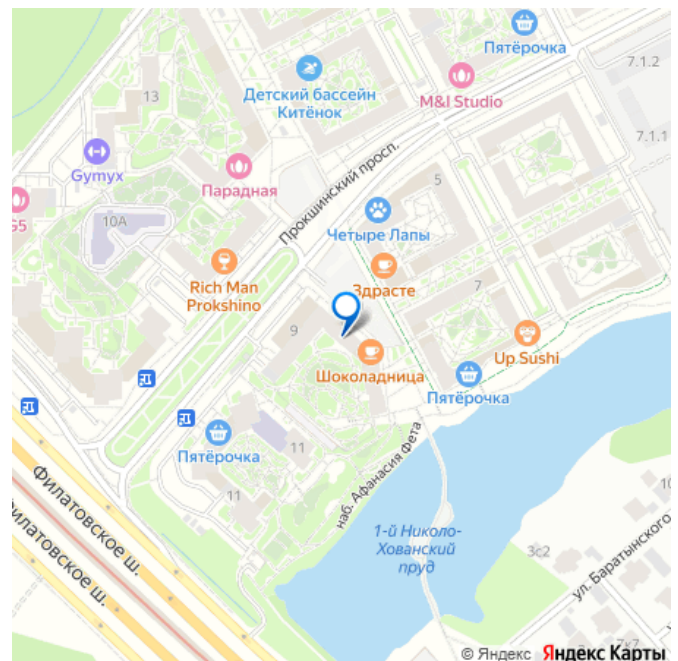 Пятёрочка
7.1.2
Детский бассейн
Китёнок
M&I Studio
13
7.1.1
Gymyx
Парадная
Прокшинский просп.
5
G5
10А
Четыре Лапы
Rich Man
Prokshino
Здрасте
7
9
Up Sushi
Шоколадница
Пятёрочка
Пятёрочка
11
11
наб. Афанасия Фета
Филатовское ш.
Филатовское ш.
1-й Николо-
Хованский
пруд
3с2
ул. Баратынского
10
7к7
© Яндекс Яндекс Карты